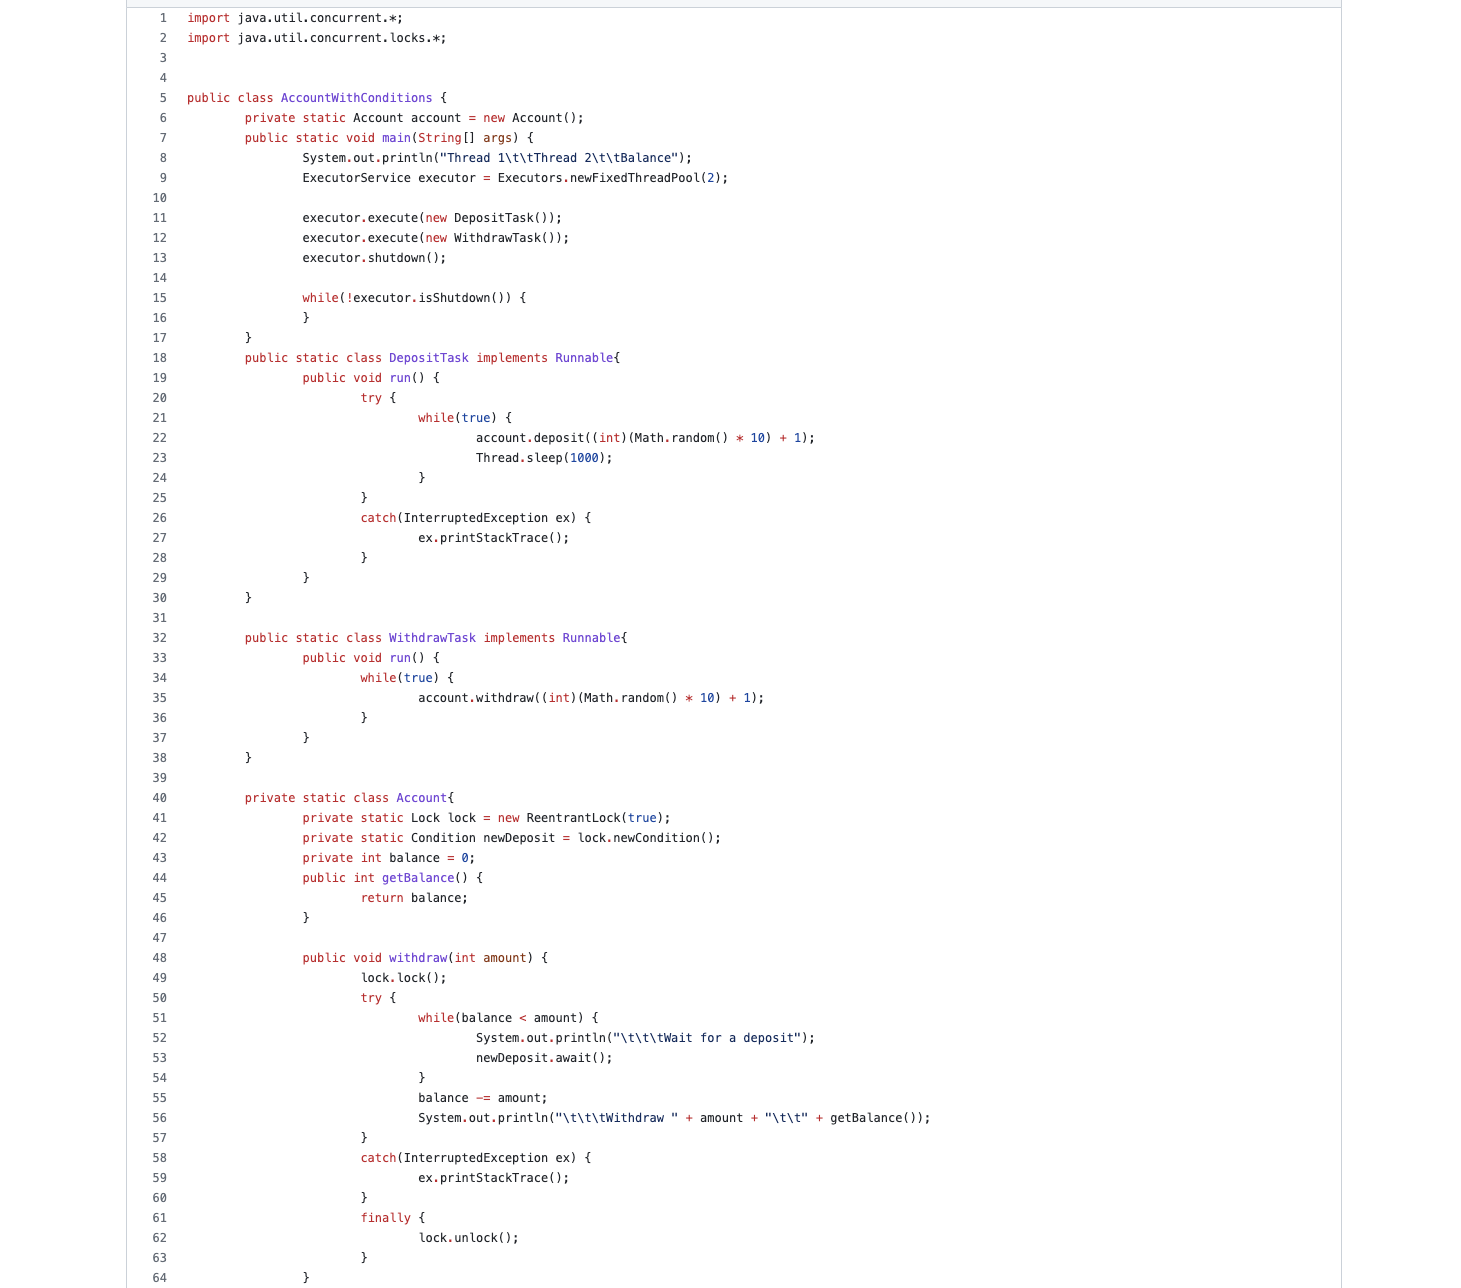 1 import java.util.concurrent.*;
2 import java.util.concurrent.locks.*;
3
4
5 public class AccountWithConditions {
6 private static Account account = new Account();
7 public static void main(String[] args) {
8 System.out.println("Thread 1\t\tThread 2\t\tBalance");
9 ExecutorService executor = Executors.newFixedThreadPool(2);
10
11 executor.execute(new DepositTask());
12 executor.execute(new WithdrawTask());
13 executor.shutdown();
14
15 while(!executor.isShutdown()) {
16 }
17 }
18 public static class DepositTask implements Runnable{
19 public void run() {
20 try {
21 while(true) {
22 account.deposit((int)(Math.random() * 10) + 1);
23 Thread.sleep(1000);
24 }
25 }
26 catch(InterruptedException ex) {
27 ex.printStackTrace();
28 }
29 }
30 }
31
32 public static class WithdrawTask implements Runnable{
33 public void run() {
34 while(true) {
35 account.withdraw((int)(Math.random() * 10) + 1);
36 }
37 }
38 }
39
40 private static class Account{
41 private static Lock lock = new ReentrantLock(true);
42 private static Condition newDeposit = lock.newCondition();
43 private int balance = 0;
44 public int getBalance() {
45 return balance;
46 }
47
48 public void withdraw(int amount) {
49 lock.lock();
50 try {
51 while(balance < amount) {
52 System.out.println("\t\t\tWait for a deposit");
53 newDeposit.await();
54 }
55 balance -= amount;
56 System.out.println("\t\t\tWithdraw " + amount + "\t\t" + getBalance());
57 }
58 catch(InterruptedException ex) {
59 ex.printStackTrace();
60 }
61 finally {
62 lock.unlock();
63 }
64 }